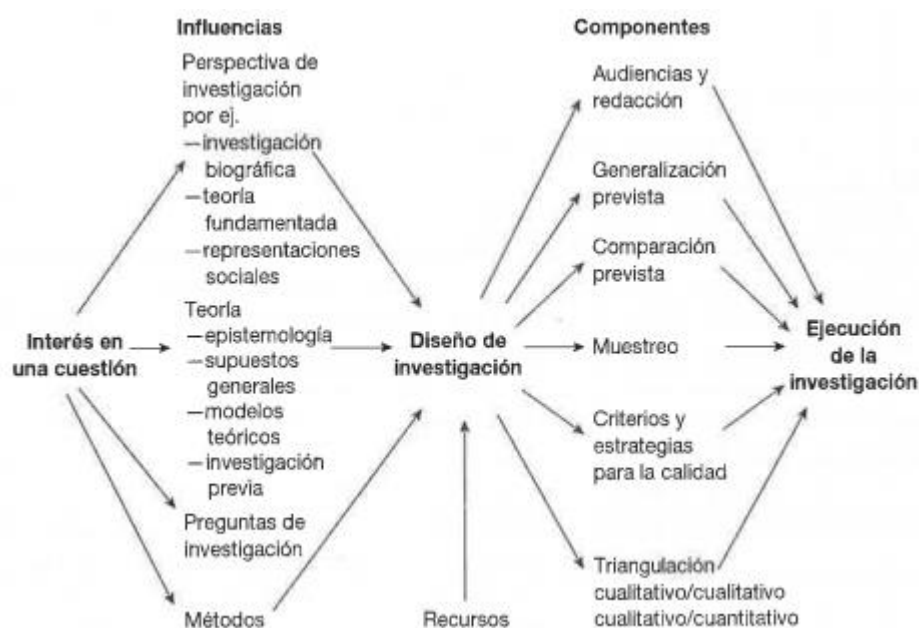 Influencias
Perspectiva de
investigación
por ej.
—investigación
biográfica
—teoría
fundamentada
—representaciones
sociales
Teoría
—epistemología
—supuestos
generales
—modelos
teóricos
—investigación
previa
Preguntas de
investigación
Métodos
Interés en
una cuestión
Diseño de
investigación
Recursos
Componentes
Audiencias y
redacción
Generalización
prevista
Comparación
prevista
Muestreo
Criterios y
estrategias
para la calidad
Triangulación
cualitativo/cualitativo
cualitativo/cuantitativo
Ejecución
de la
investigación